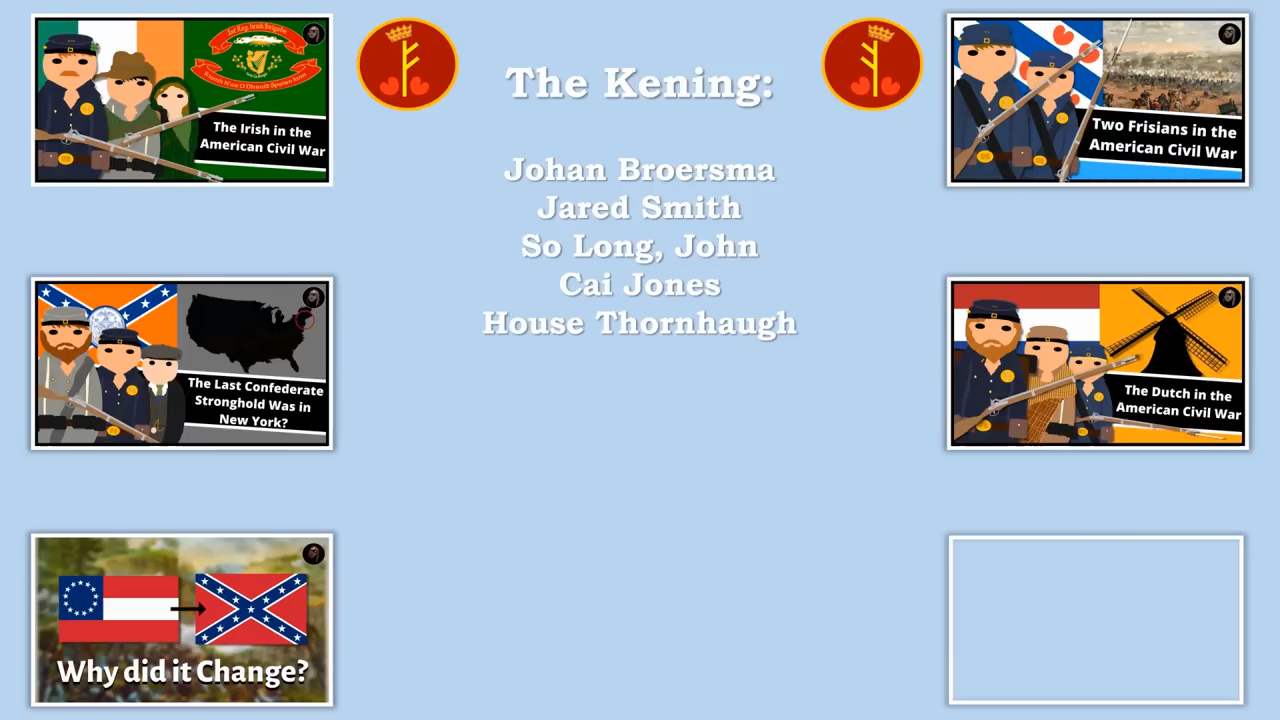 The Irish in the
American Civil War
The Kening:
Johan Broersma
Jared Smith
So Long, John
Cai Jones
House Thornhaugh
Two Frisians in the
American Civil War
The Last Confederate
Stronghold Was in
New York?
The Dutch in the
American Civil War
Why did it Change?